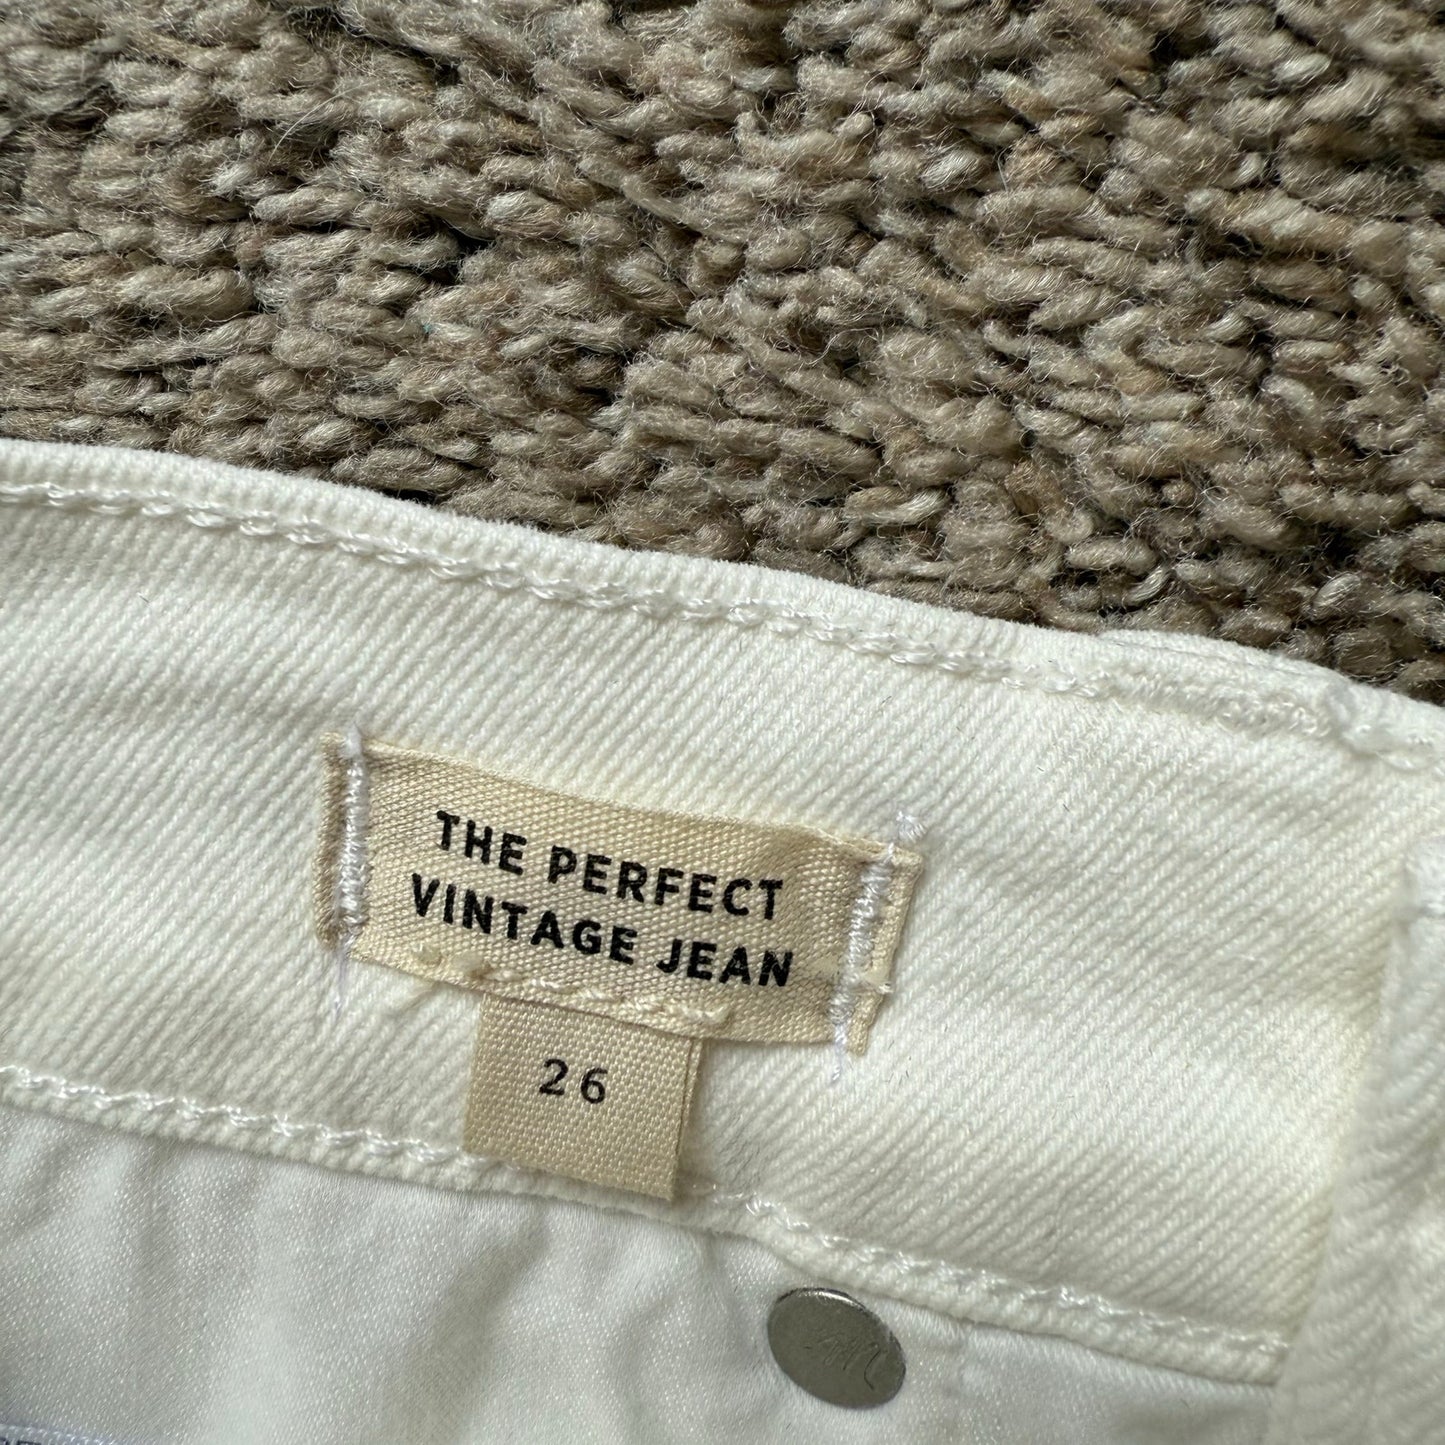 THE PERFECT
VINTAGE JEAN
26